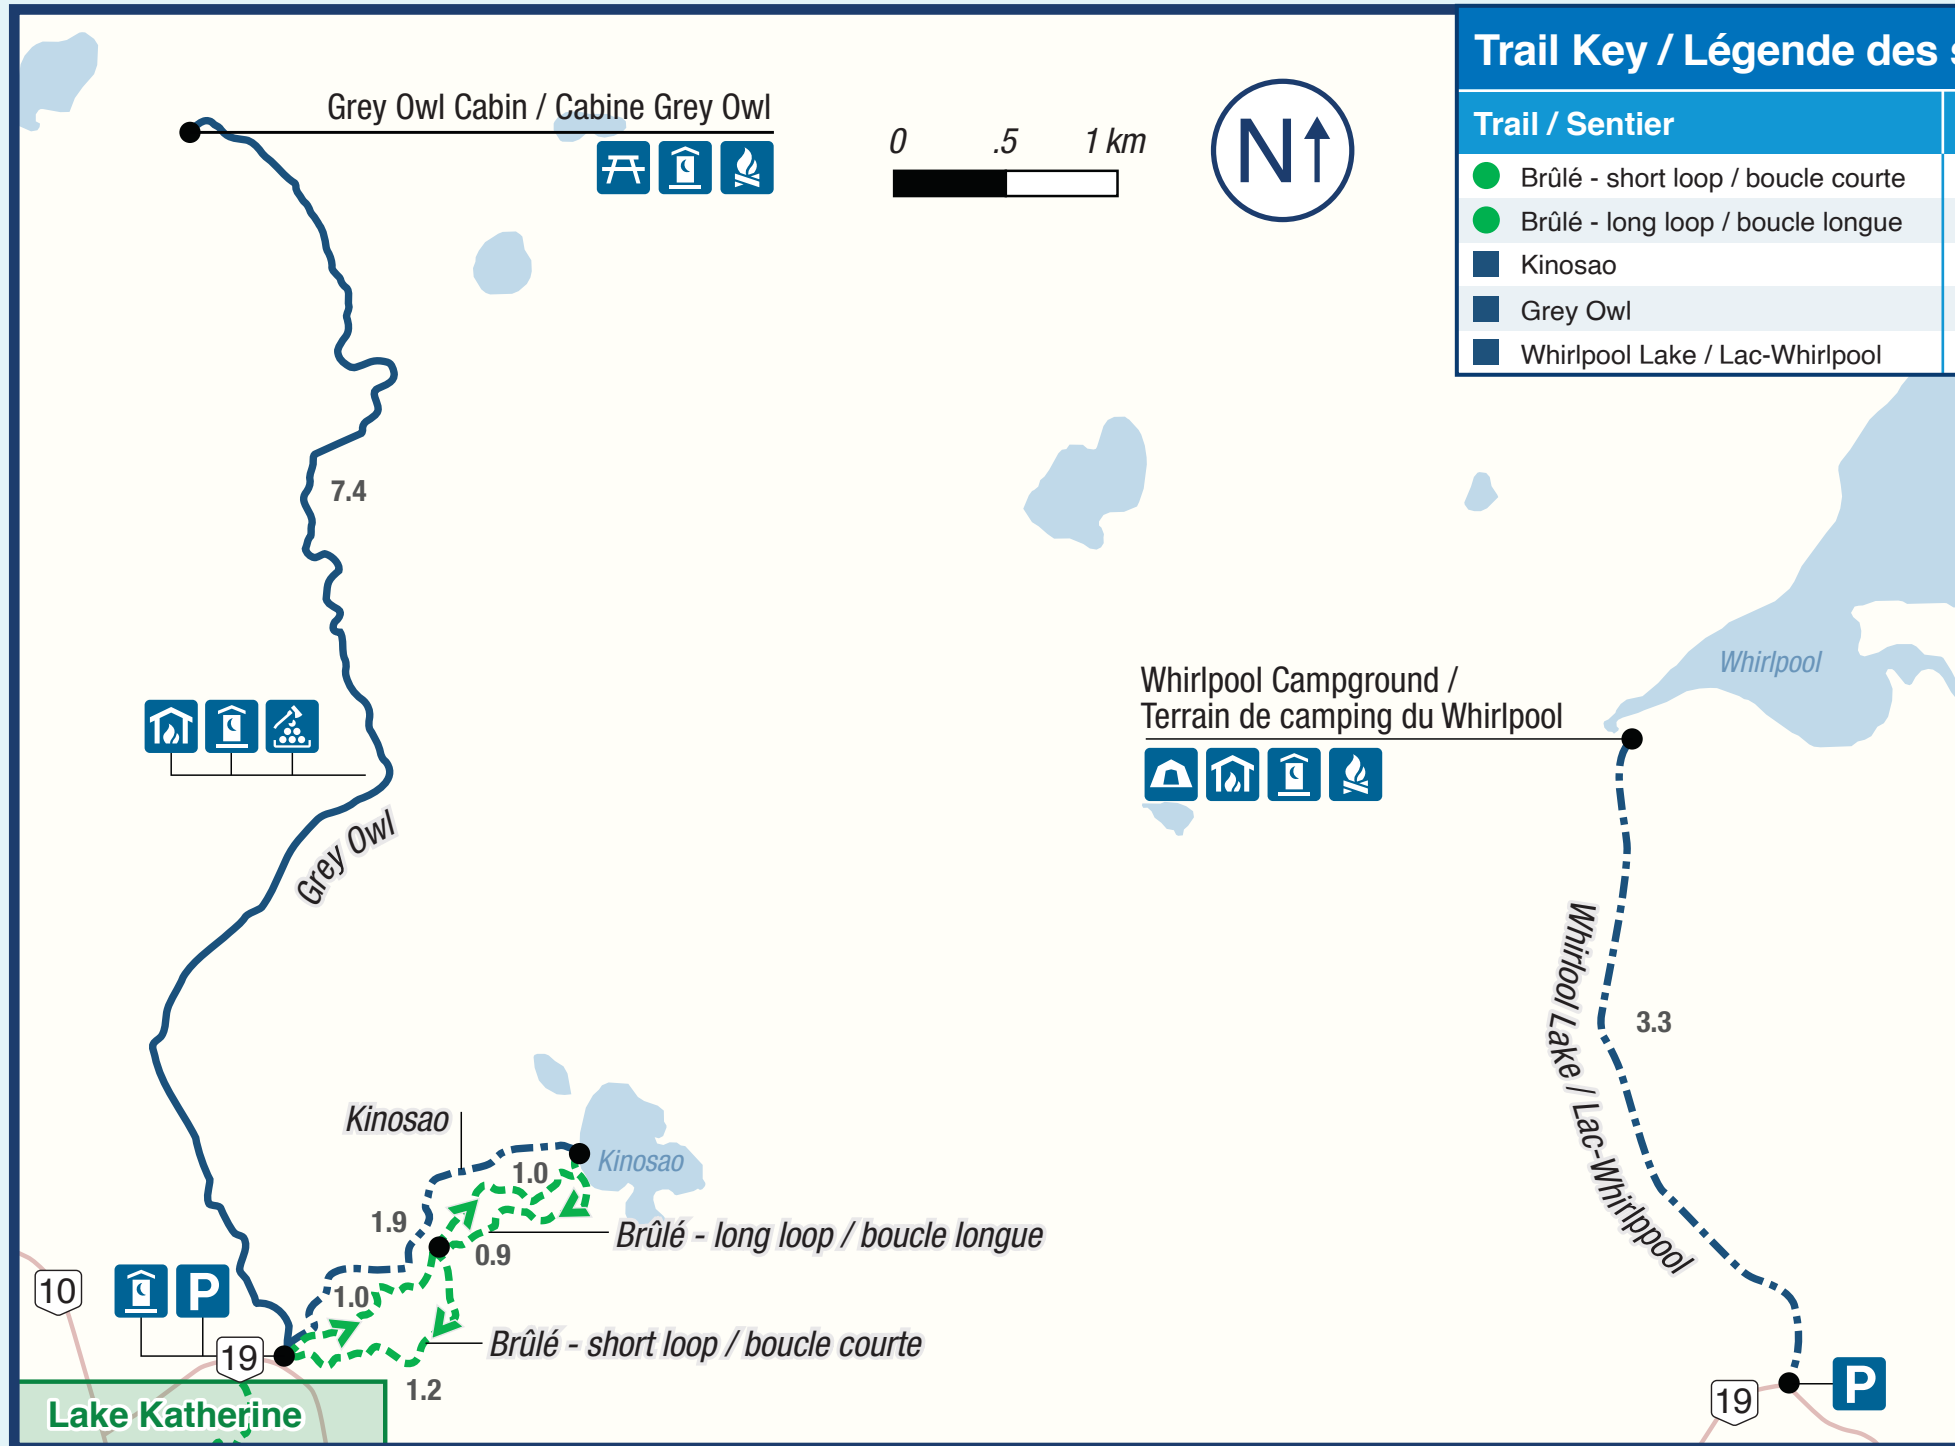 Trail Key / Légende des s
Trail / Sentier
Brûlé - short loop / boucle courte
Brûlé - long loop / boucle longue
Kinosao
Grey Owl
Whirlpool Lake / Lac-Whirlpool
Grey Owl Cabin / Cabine Grey Owl
0 .5 1 km
N
7.4
Whirlpool
Whirlpool Campground /
Terrain de camping du Whirlpool
Grey Owl
Whirlool Lake / Lac-Whirlppool
3.3
Kinosao
Kinosao
1.0
1.9
Brûlé - long loop / boucle longue
0.9
10
P
1.0
19
Brûlé - short loop / boucle courte
1.2
P
19
Lake Katherine